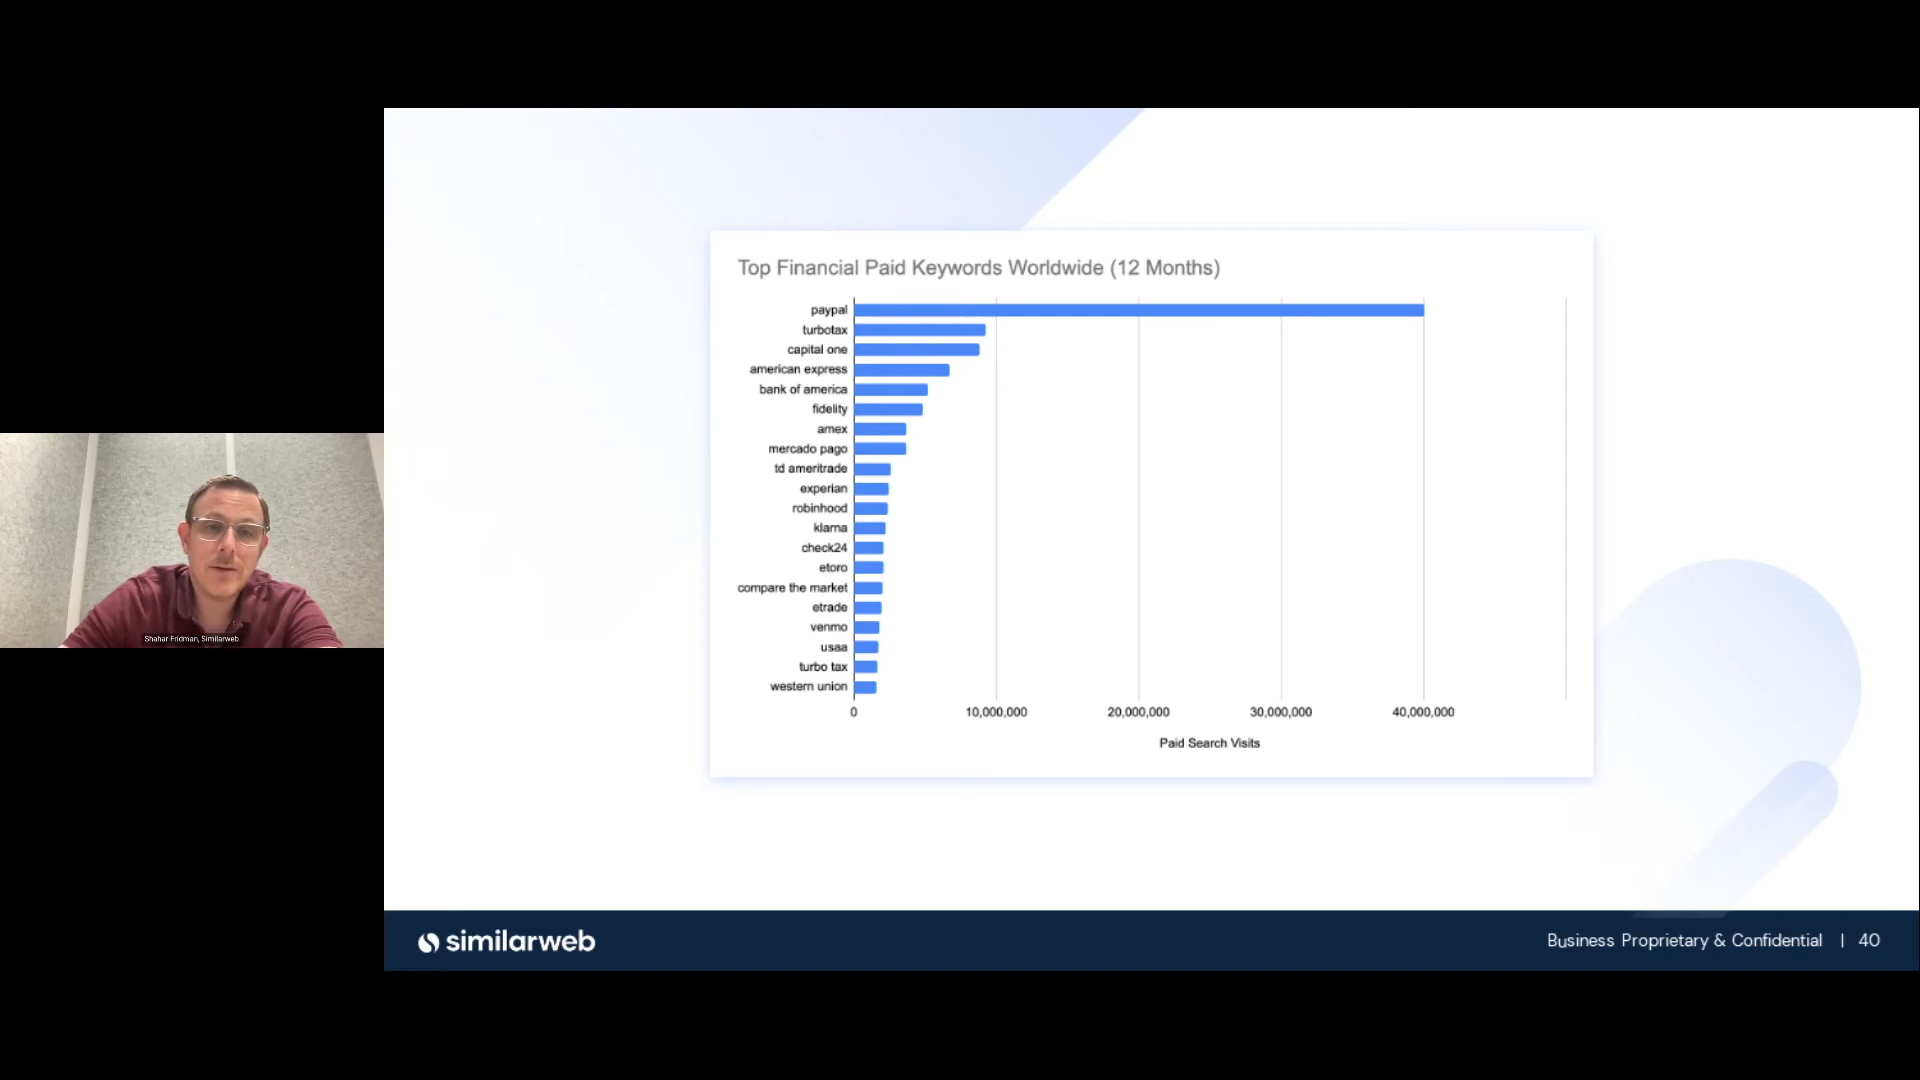 Top Financial Paid Keywords Worldwide (12 Months)
paypal
turbotax
capital one
american express
bank of america
fidelity
amex
mercado pago
td ameritrade
experian
robinhood
klarna
check24
etoro
compare the market
etrade
venmo
usaa
turbo tax
western union
0 10,000,000 20,000,000 30,000,000 40,000,000
Paid Search Visits
Shahar Fridman, Similarweb
similarweb
Business Proprietary & Confidential | 40